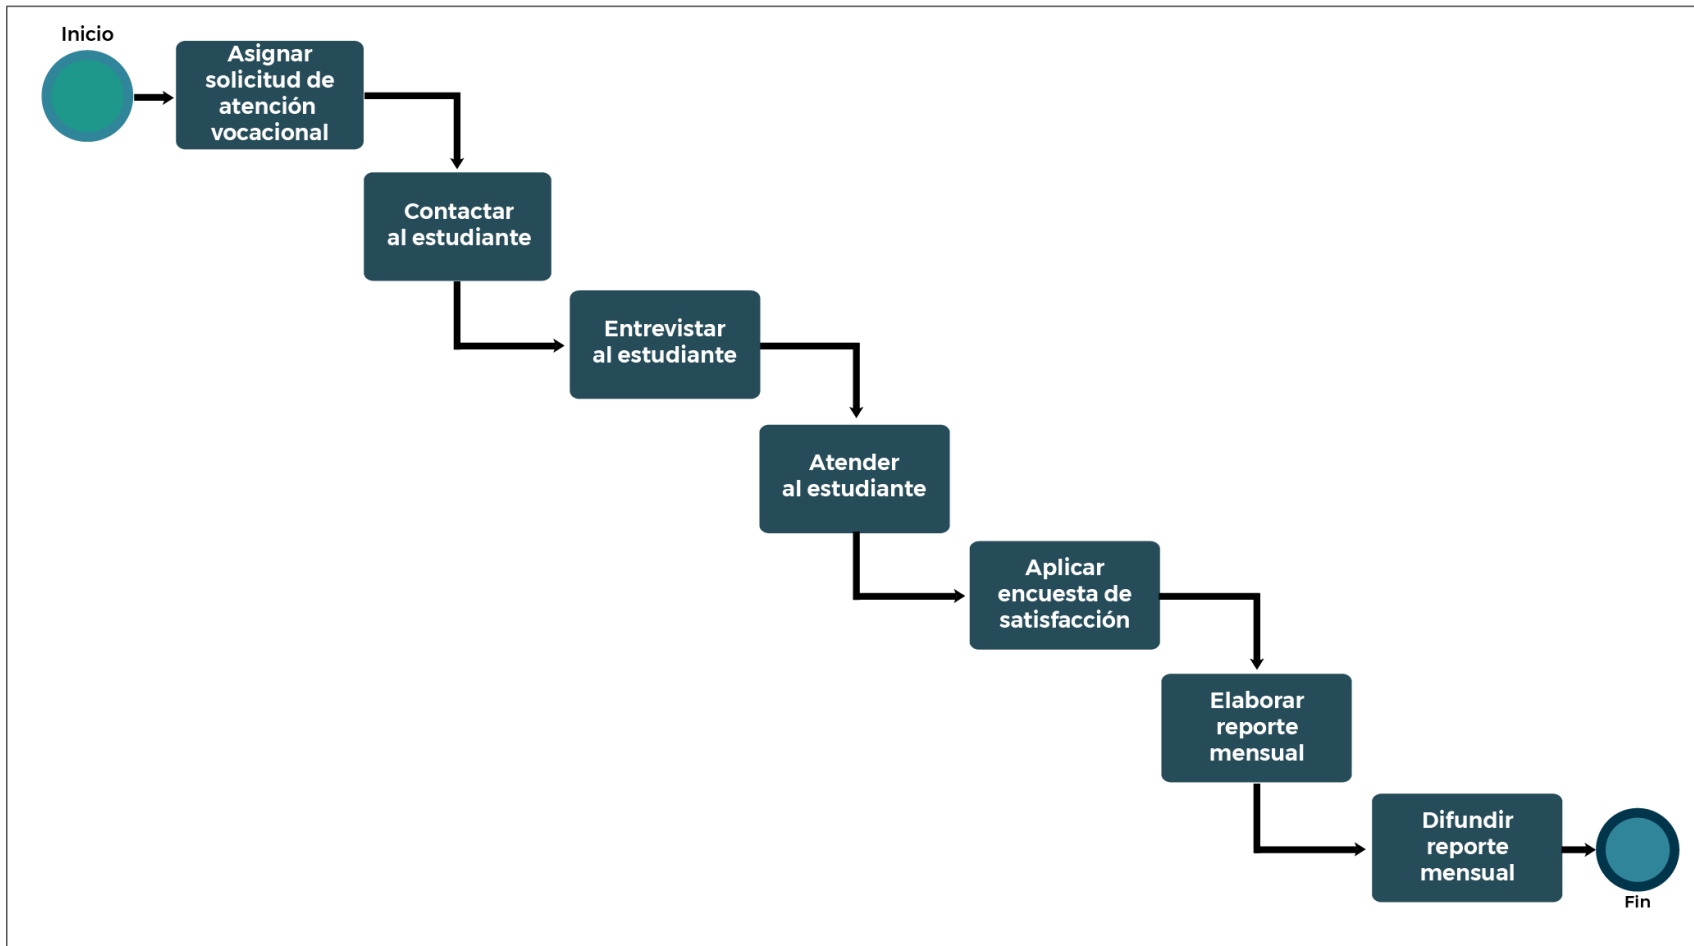 Inicio
Asignar
solicitud de
atención
vocacional
Contactar
al estudiante
Entrevistar
al estudiante
Atender
al estudiante
Aplicar
encuesta de
satisfacción
Elaborar
reporte
mensual
Difundir
reporte
mensual
Fin